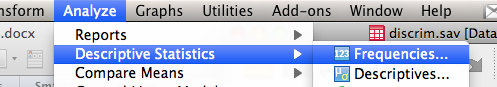 nsform Analyze Graphs Utilities Add-ons Window Help
.docx Reports discrim.sav [Data
Descriptive Statistics Frequencies...
Compare Means Descriptives...